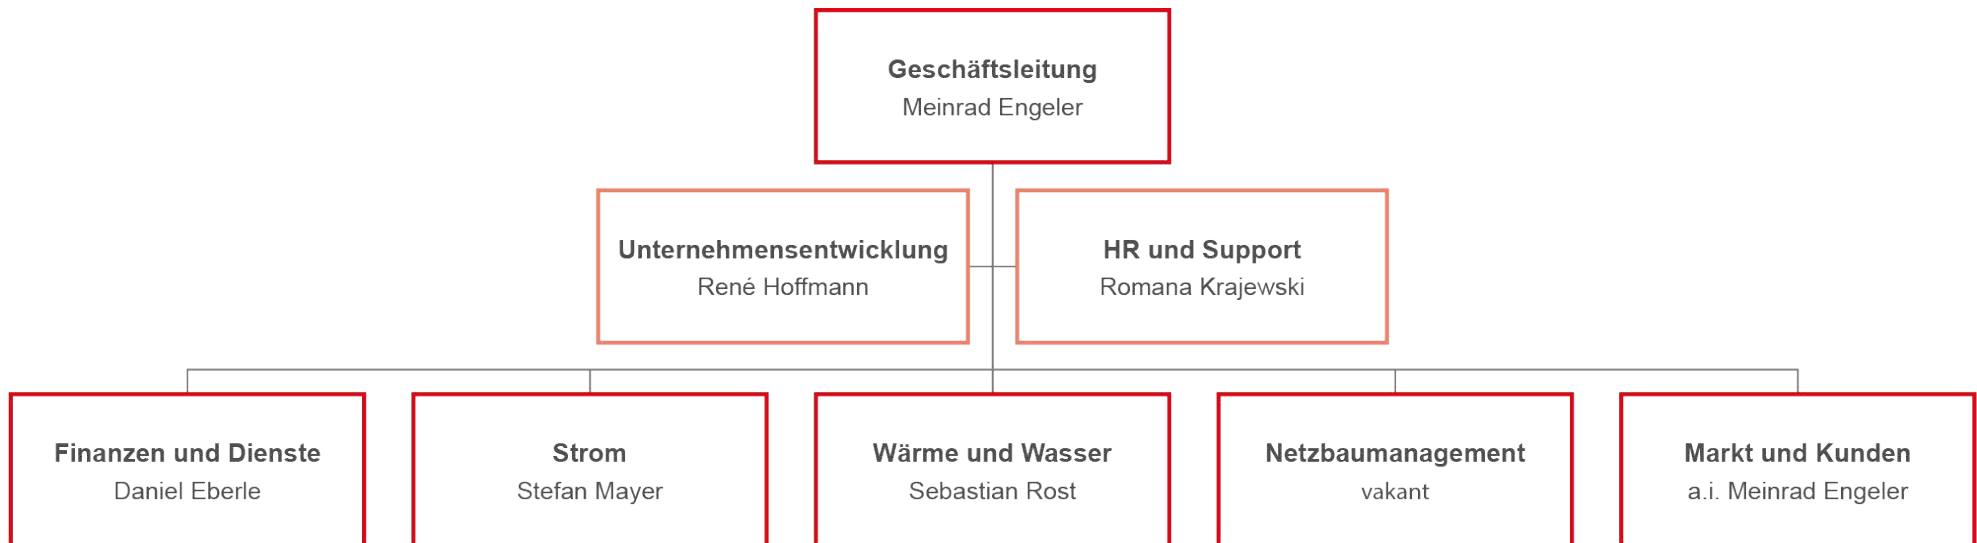 Geschäftsleitung
Meinrad Engeler
Unternehmensentwicklung
René Hoffmann
HR und Support
Romana Krajewski
Finanzen und Dienste
Daniel Eberle
Strom
Stefan Mayer
Wärme und Wasser
Sebastian Rost
Netzbaumanagement
vakant
Markt und Kunden
a.i. Meinrad Engeler